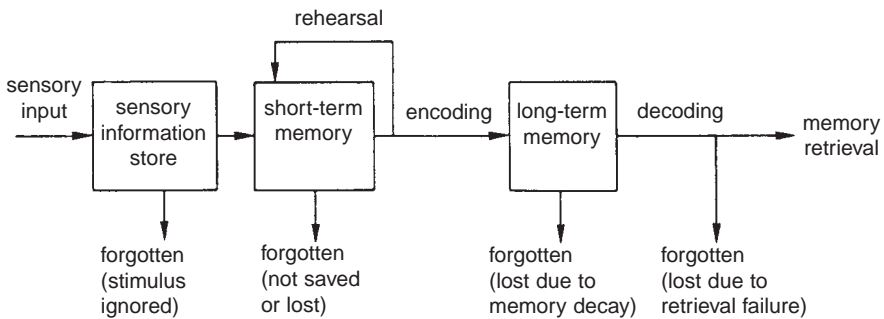 rehearsal
sensory
input
sensory
information
store
short-term
memory
encoding
long-term
memory
decoding
memory
retrieval
forgotten
(stimulus
ignored)
forgotten
(not saved
or lost)
forgotten
(lost due to
memory decay)
forgotten
(lost due to
retrieval failure)